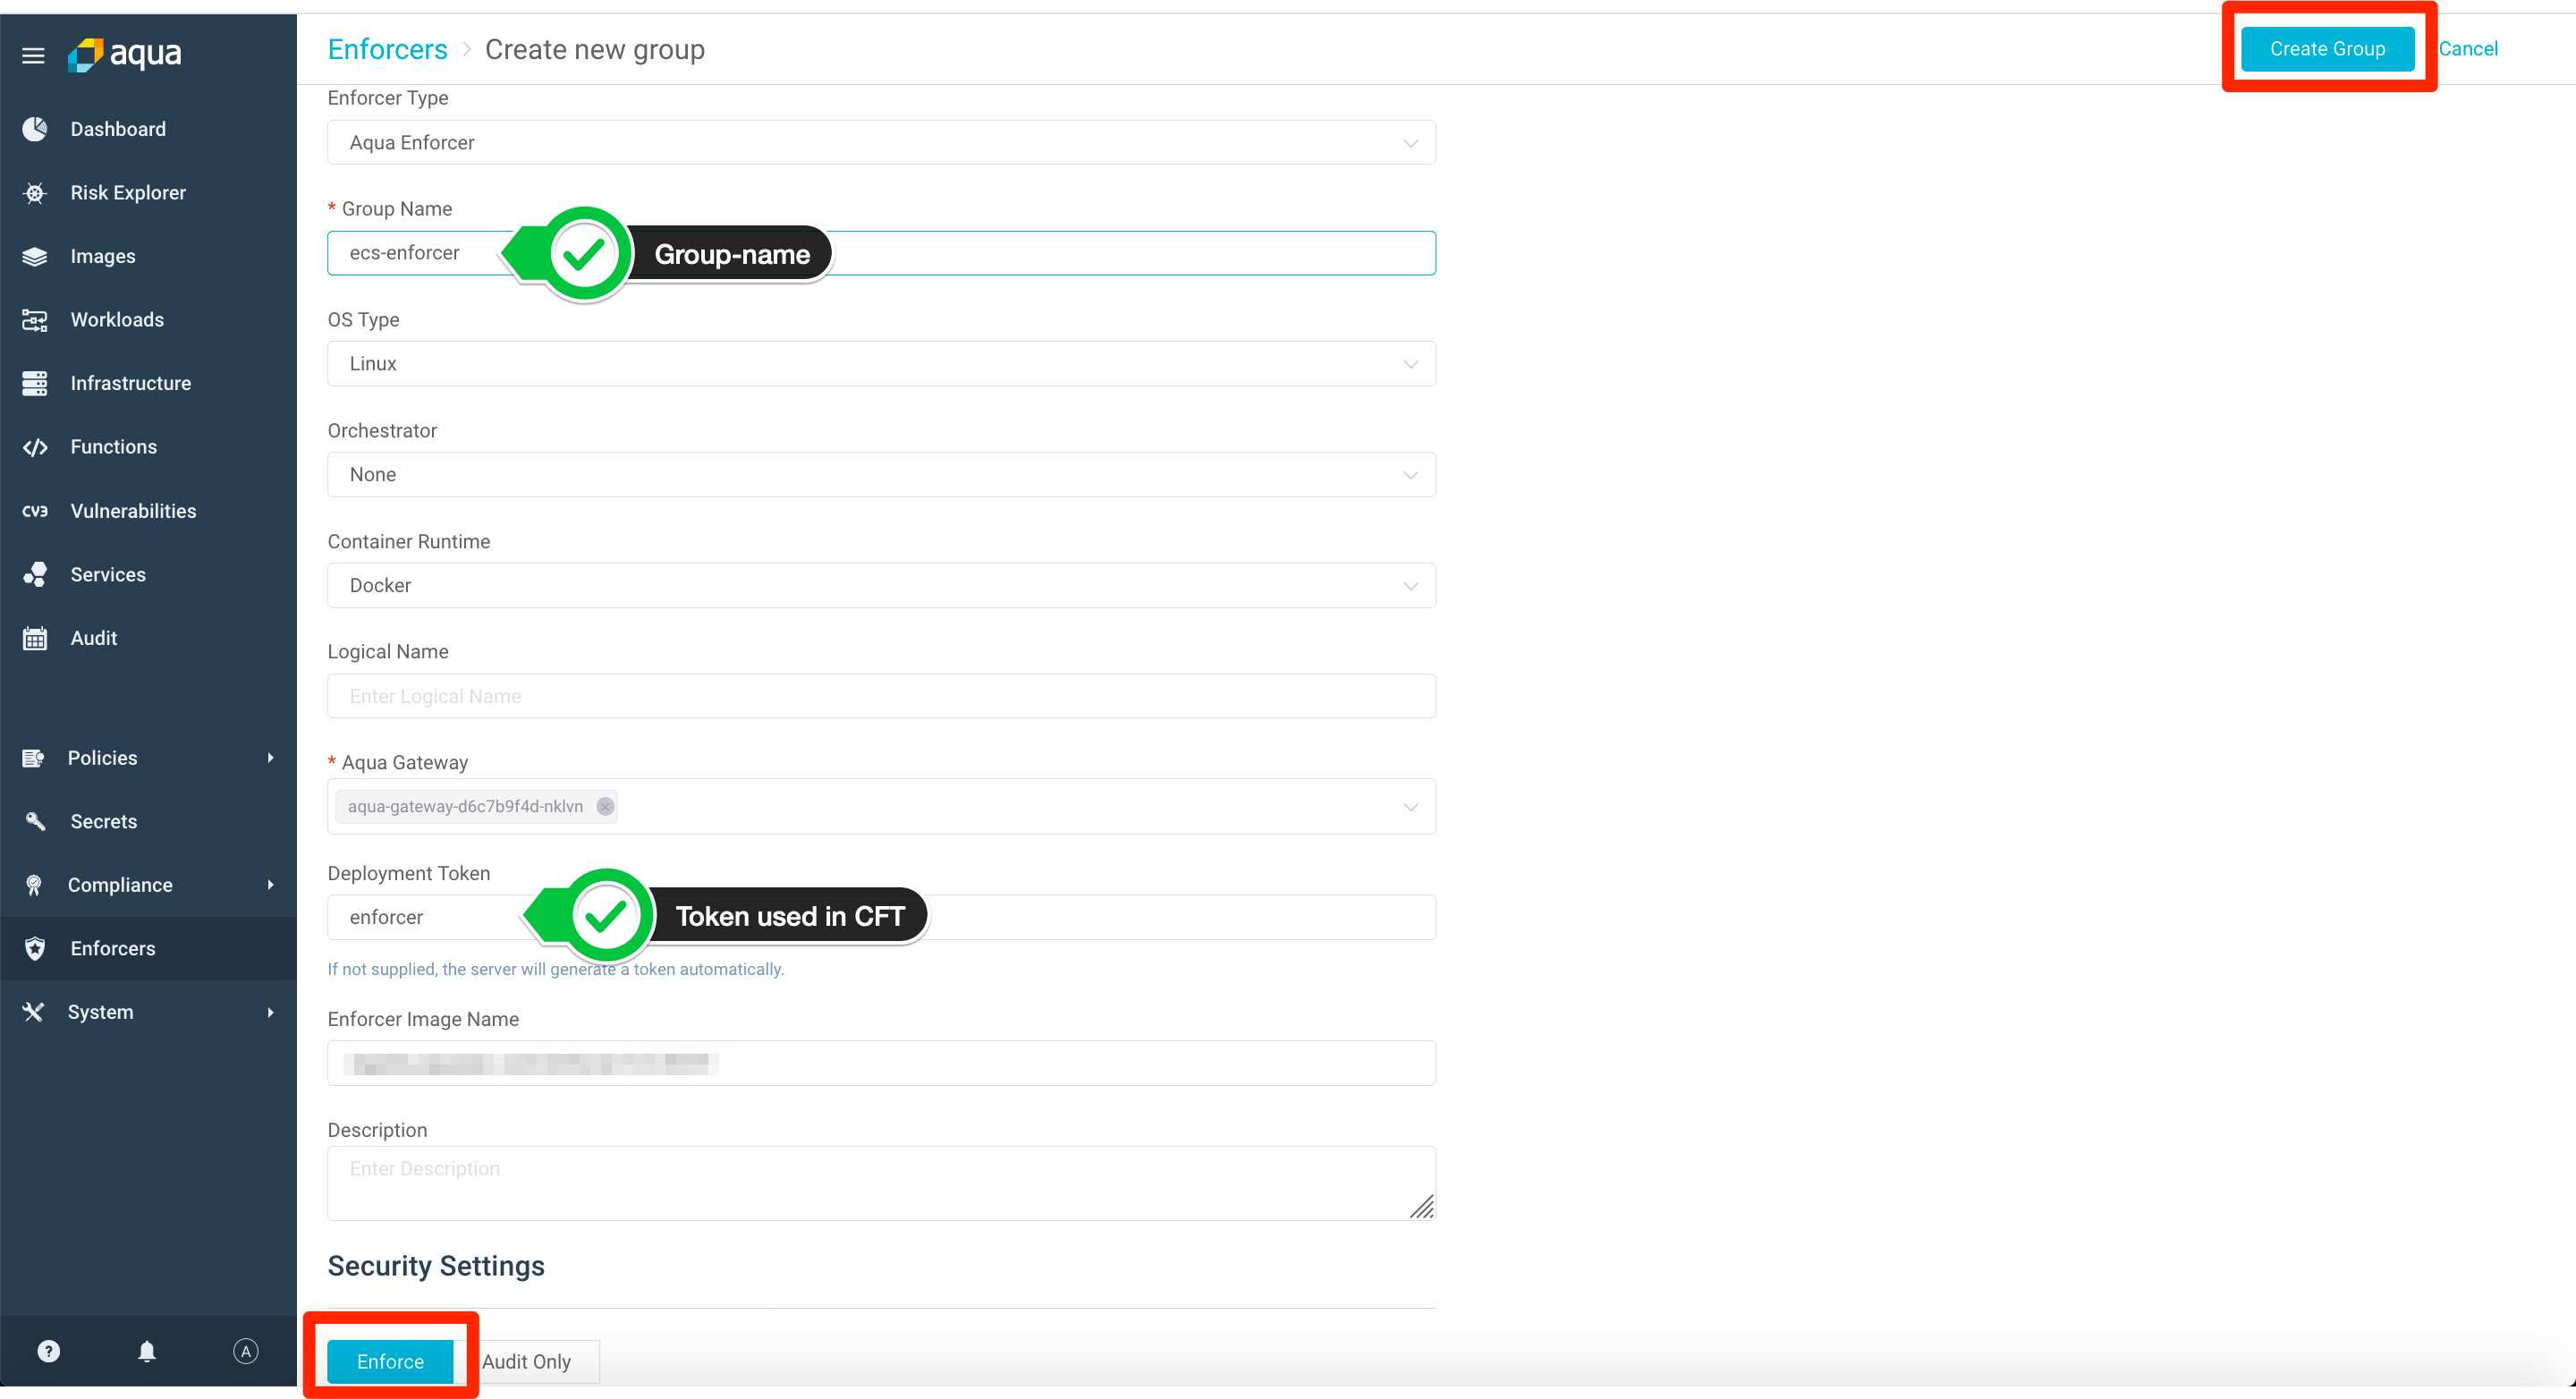 aqua
Dashboard
Risk Explorer
Images
Workloads
Infrastructure
Functions
CV3 Vulnerabilities
Services
Audit
Policies
Secrets
Compliance
Enforcers
System
?
A
Enforcers > Create new group
Create Group
Cancel
Enforcer Type
Aqua Enforcer
* Group Name
ecs-enforcer
Group-name
OS Type
Linux
Orchestrator
None
Container Runtime
Docker
Logical Name
Enter Logical Name
* Aqua Gateway
aqua-gateway-d6c7b9f4d-nklvn
Deployment Token
enforcer
Token used in CFT
If not supplied, the server will generate a token automatically.
Enforcer Image Name
Description
Enter Description
Security Settings
Enforce
Audit Only